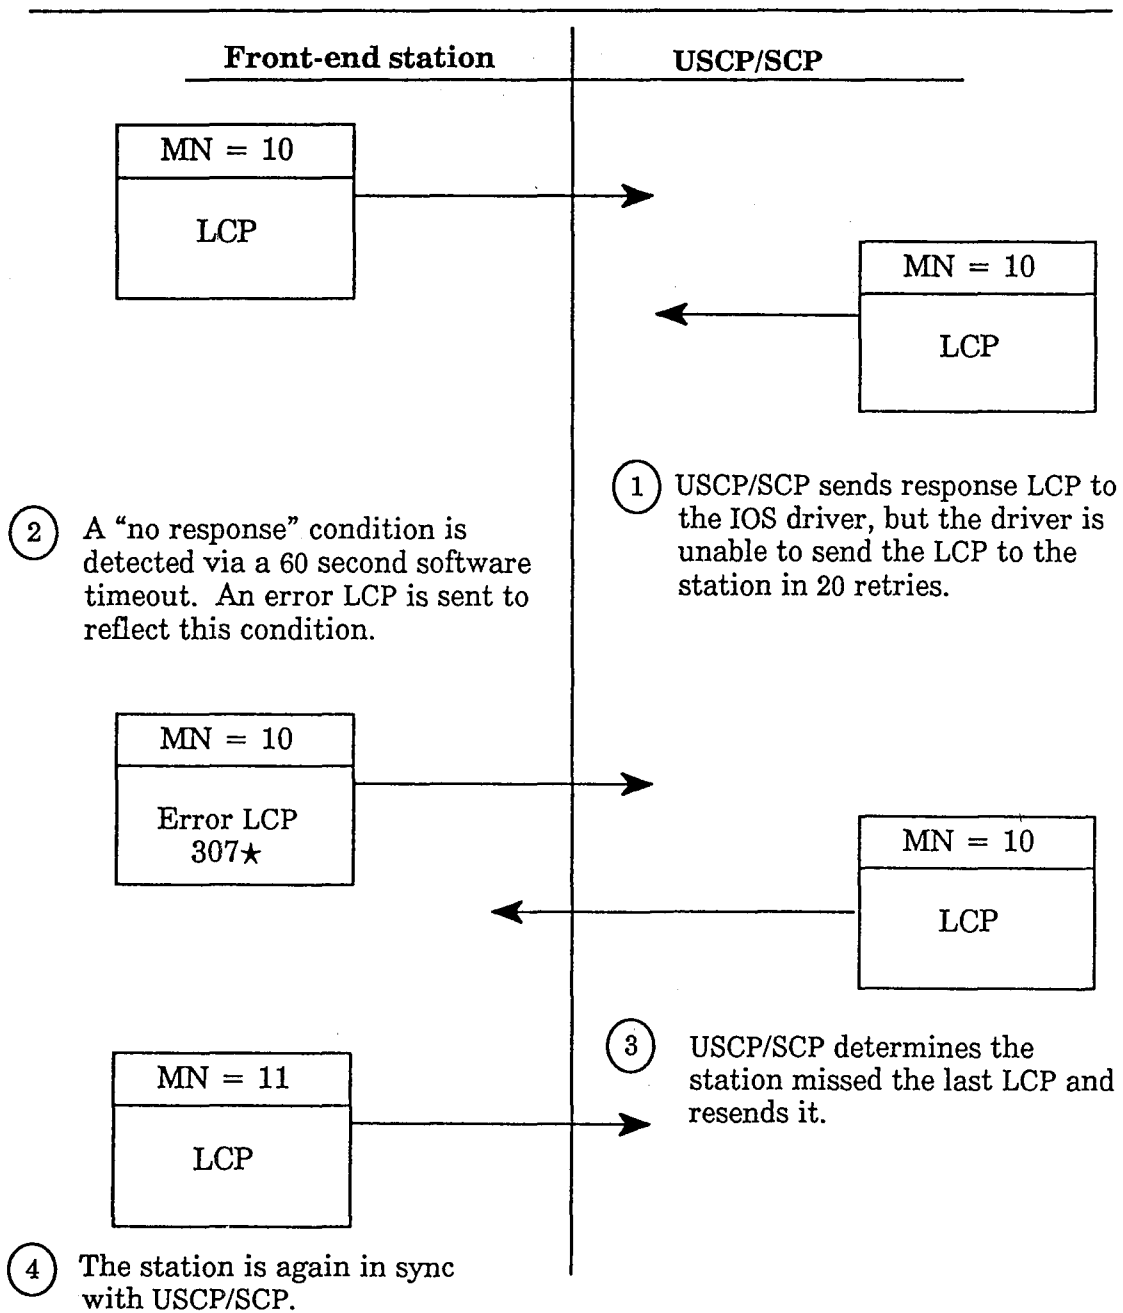 Front-end station
USCP/SCP
MN = 10
LCP
MN = 10
LCP
1 USCP/SCP sends response LCP to
the IOS driver, but the driver is
unable to send the LCP to the
station in 20 retries.
2 A “no response” condition is
detected via a 60 second software
timeout. An error LCP is sent to
reflect this condition.
MN = 10
Error LCP
307★
MN = 10
LCP
3 USCP/SCP determines the
station missed the last LCP and
resends it.
MN = 11
LCP
4 The station is again in sync
with USCP/SCP.